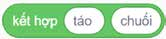 kết hợp táo chuối